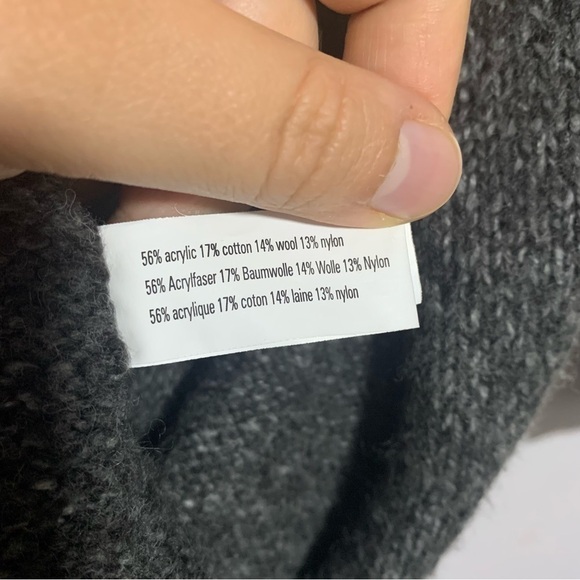 56% acrylic 17% cotton 14% wool 13% nylon
56% Acrylfaser 17% Baumwolle 14% Wolle 13% Nylon
56% acrylique 17% coton 14% laine 13% nylon